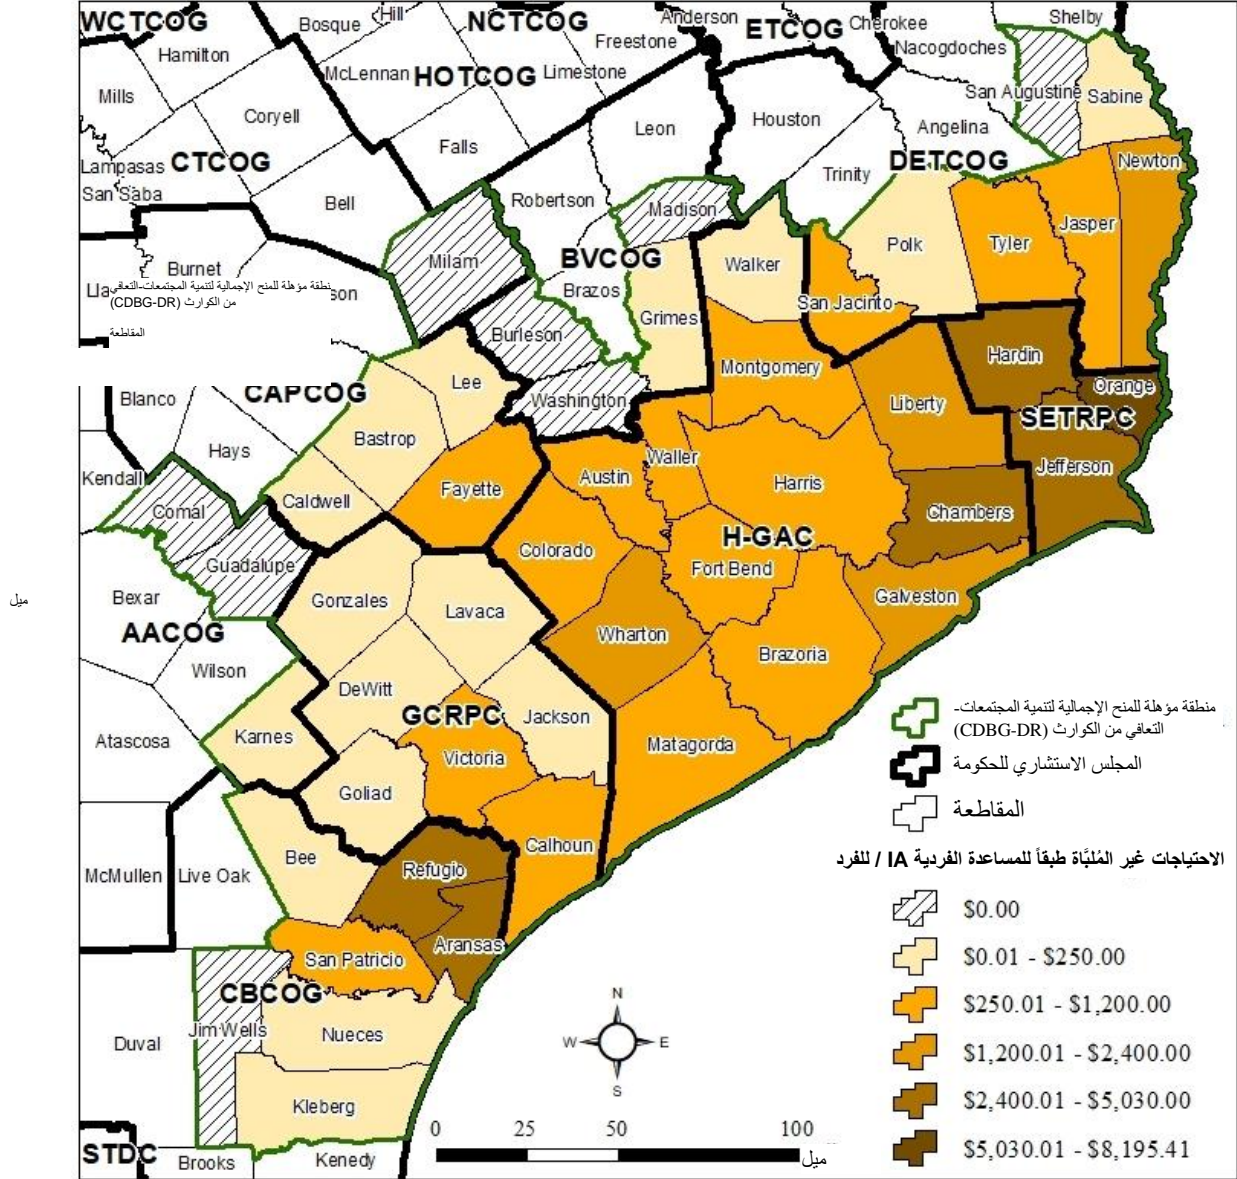 WCTCOG
Bosque
Hill
NCTCOG
Anderson
ETCOG
Cherokee
Shelby
Hamilton
Freestone
Nacogdoches
McLennan
HOTCOG
Limestone
Mills
San Augustine
Sabine
Coryell
Leon
Houston
Angelina
Falls
Lampasas
CTCOG
DETCOG
Newton
San Saba
Bell
Robertson
Trinity
Madison
Jasper
Polk
Tyler
Milam
BVCOG
Walker
Burnet
Brazos
San Jacinto
نطقة مؤهلة للمنح الإجمالية لتنمية المجتمعات-التعافي
من الكوارث (CDBG-DR)
Lla
son
المقاطعة
Grimes
Burleson
Hardin
Montgomery
Lee
Orange
CAPCOG
Blanco
Washington
Liberty
SETRPC
Bastrop
Hays
Waller
Jefferson
Kendall
Austin
Fayette
Harris
Caldwell
Comal
Chambers
H-GAC
Colorado
Guadalupe
Fort Bend
Bexar
ميل
Gonzales
Lavaca
Galveston
AACOG
Wharton
Wilson
Brazoria
DeWitt
GCRPC
Jackson
Karnes
Atascosa
Victoria
Matagorda
Goliad
Calhoun
Bee
Refugio
McMullen
Live Oak
Aransas
San Patricio
CBCOG
Jim Wells
Nueces
Duval
Kleberg
STDC
Brooks
Kenedy
منطقة مؤهلة للمنح الإجمالية لتنمية المجتمعات-
التعافي من الكوارث (CDBG-DR)
المجلس الاستشاري للحكومة
المقاطعة
الاحتياجات غير المُلبَّاة طبقاً للمساعدة الفردية IA / للفرد
$0.00
$0.01 - $250.00
$250.01 - $1,200.00
$1,200.01 - $2,400.00
$2,400.01 - $5,030.00
$5,030.01 - $8,195.41
N
W E
S
0 25 50 100
ميل